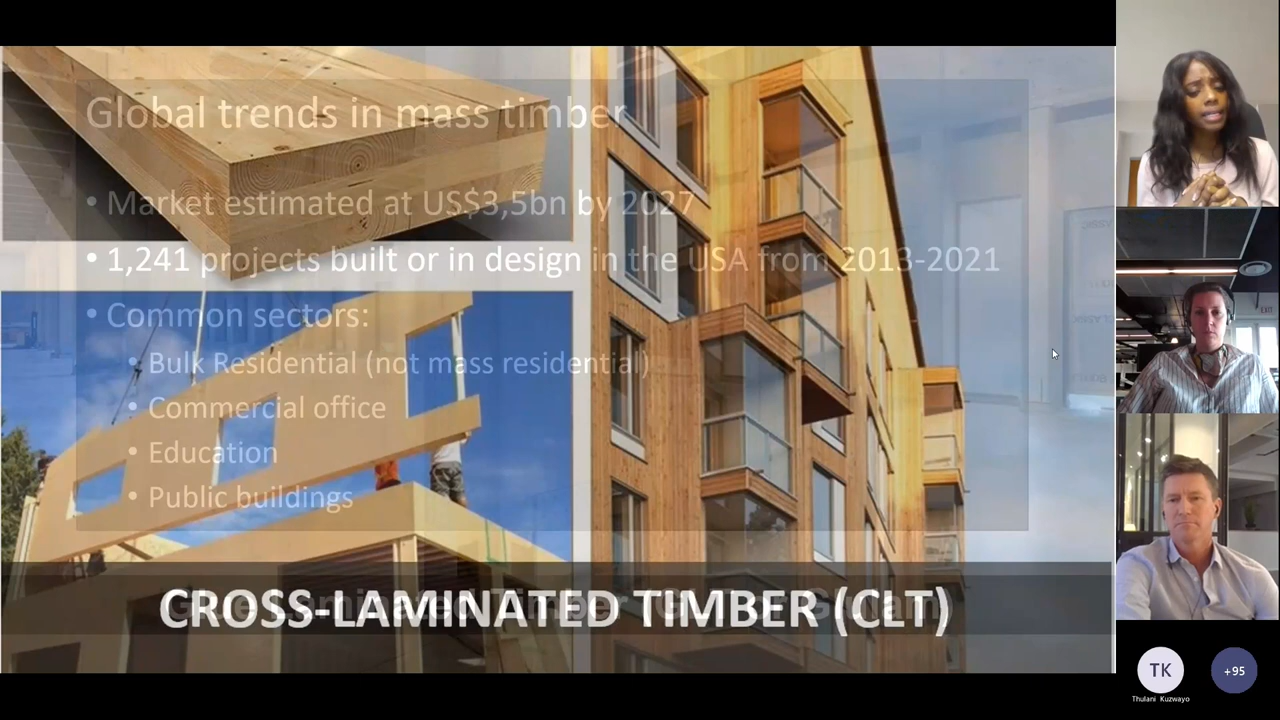 Global trends in mass timber
• Market estimated at US$3,5bn by 2027
• 1,241 projects built or in design in the USA from 2013-2021
• Common sectors:
• Bulk Residential (not mass residential)
• Commercial office
• Education
• Public buildings
CROSS-LAMINATED TIMBER (CLT)
EXIT
TK
+95
Thulani Kuzwayo